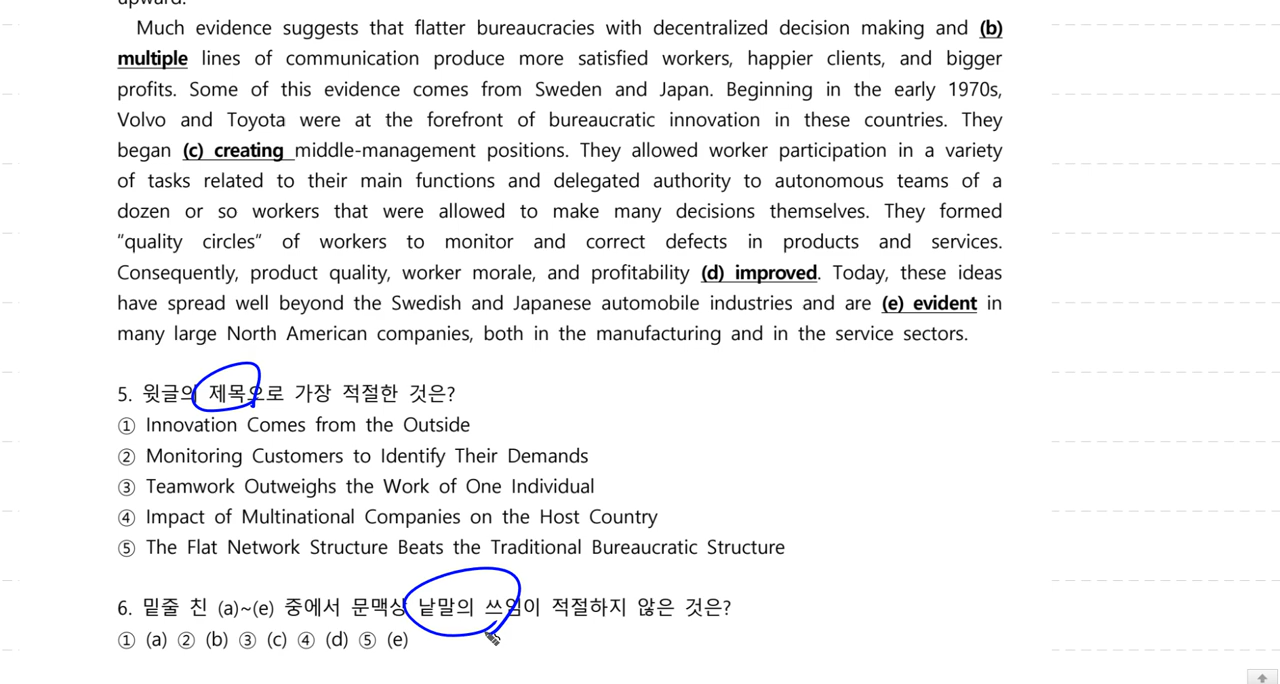 upward.
Much evidence suggests that flatter bureaucracies with decentralized decision making and (b)
multiple lines of communication produce more satisfied workers, happier clients, and bigger
profits. Some of this evidence comes from Sweden and Japan. Beginning in the early 1970s,
Volvo and Toyota were at the forefront of bureaucratic innovation in these countries. They
began (c) creating middle-management positions. They allowed worker participation in a variety
of tasks related to their main functions and delegated authority to autonomous teams of a
dozen or so workers that were allowed to make many decisions themselves. They formed
“quality circles” of workers to monitor and correct defects in products and services.
Consequently, product quality, worker morale, and profitability (d) improved. Today, these ideas
have spread well beyond the Swedish and Japanese automobile industries and are (e) evident in
many large North American companies, both in the manufacturing and in the service sectors.
5. 윗글의 제목으로 가장 적절한 것은?
① Innovation Comes from the Outside
② Monitoring Customers to Identify Their Demands
③ Teamwork Outweighs the Work of One Individual
④ Impact of Multinational Companies on the Host Country
⑤ The Flat Network Structure Beats the Traditional Bureaucratic Structure
6. 밑줄 친 (a)~(e) 중에서 문맥상 낱말의 쓰임이 적절하지 않은 것은?
① (a) ② (b) ③ (c) ④ (d) ⑤ (e)